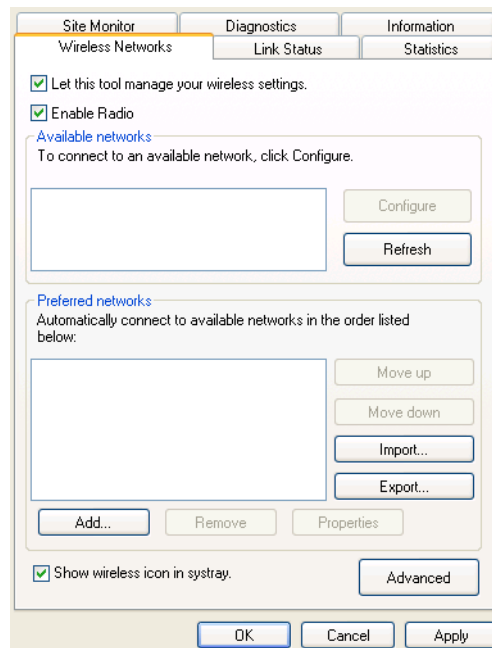 Site Monitor Diagnostics Information
Wireless Networks Link Status Statistics
Let this tool manage your wireless settings.
Enable Radio
Available networks
To connect to an available network, click Configure.
Configure
Refresh
Preferred networks
Automatically connect to available networks in the order listed
below:
Move up
Move down
Import...
Export...
Add... Remove Properties
Show wireless icon in systray.
Advanced
OK Cancel Apply